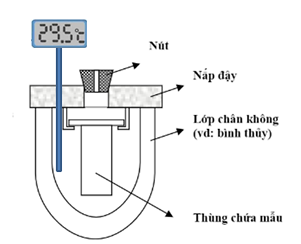 29.5°C
Nút
Nắp đậy
Lớp chân không
(vd: bình thủy)
Thùng chứa mẫu